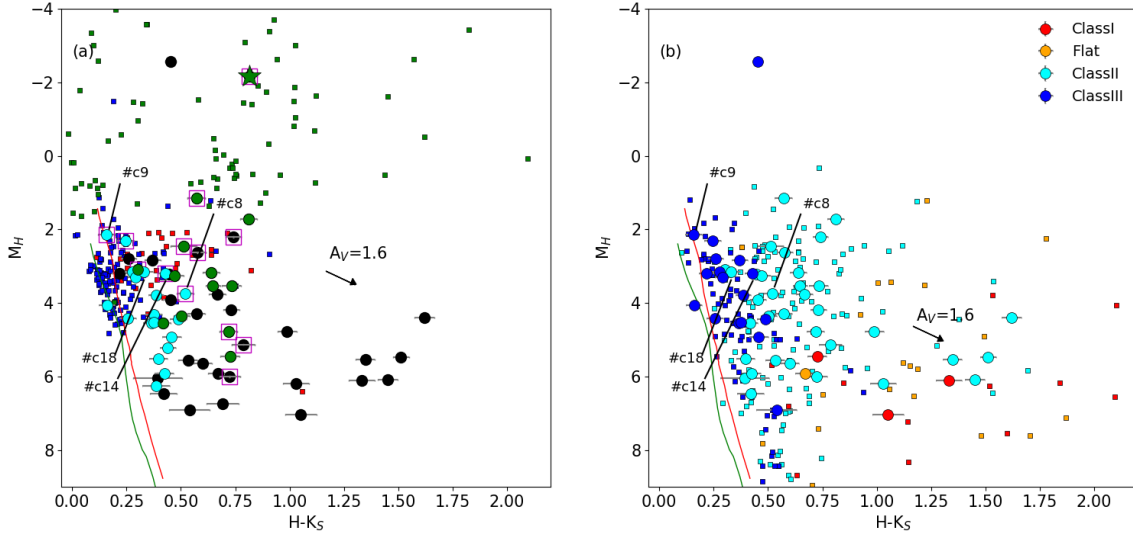 (a)
#c9
#c8
A_V=1.6
#c18
#c14
−4
−2
0
2
4
6
8
M_H
0.00 0.25 0.50 0.75 1.00 1.25 1.50 1.75 2.00
H-K_S
(b)
ClassI
Flat
ClassII
ClassIII
#c9
#c8
A_V=1.6
#c18
#c14
−4
−2
0
2
4
6
8
M_H
0.00 0.25 0.50 0.75 1.00 1.25 1.50 1.75 2.00
H-K_S